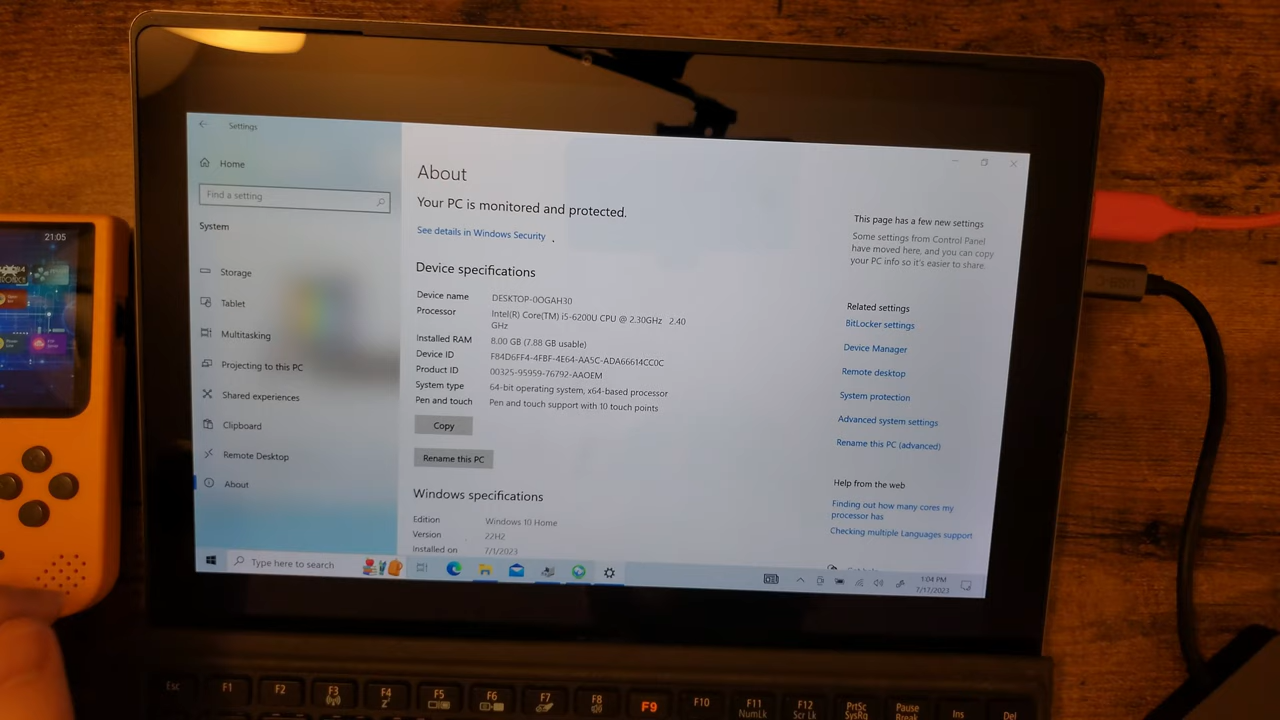 21:05
Settings
Home
Find a setting
System
Storage
Tablet
Multitasking
Projecting to this PC
Shared experiences
Clipboard
Remote Desktop
About
About
Your PC is monitored and protected.
See details in Windows Security
Device specifications
Device name DESKTOP-0OGAH30
Processor Intel(R) Core(TM) i5-6200U CPU @ 2.30GHz 2.40
GHz
Installed RAM 8.00 GB (7.88 GB usable)
Device ID F84D6FF4-4FBF-4E64-AA5C-ADA66614CC0C
Product ID 00325-95959-76792-AAOEM
System type 64-bit operating system, x64-based processor
Pen and touch Pen and touch support with 10 touch points
Copy
Rename this PC
Windows specifications
Edition Windows 10 Home
Version 22H2
Installed on 7/1/2023
This page has a few new settings
Some settings from Control Panel
have moved here, and you can copy
your PC info so it's easier to share.
Related settings
BitLocker settings
Device Manager
Remote desktop
System protection
Advanced system settings
Rename this PC (advanced)
Help from the web
Finding out how many cores my
processor has
Checking multiple Languages support
Type here to search
1:04 PM
7/17/2023
USB-C
Esc F1 F2 F3 F4 F5 F6 F7 F8 F9 F10 F11 F12 PrtSc Pause Ins Del
NumLk Scr Lk SysRq Break